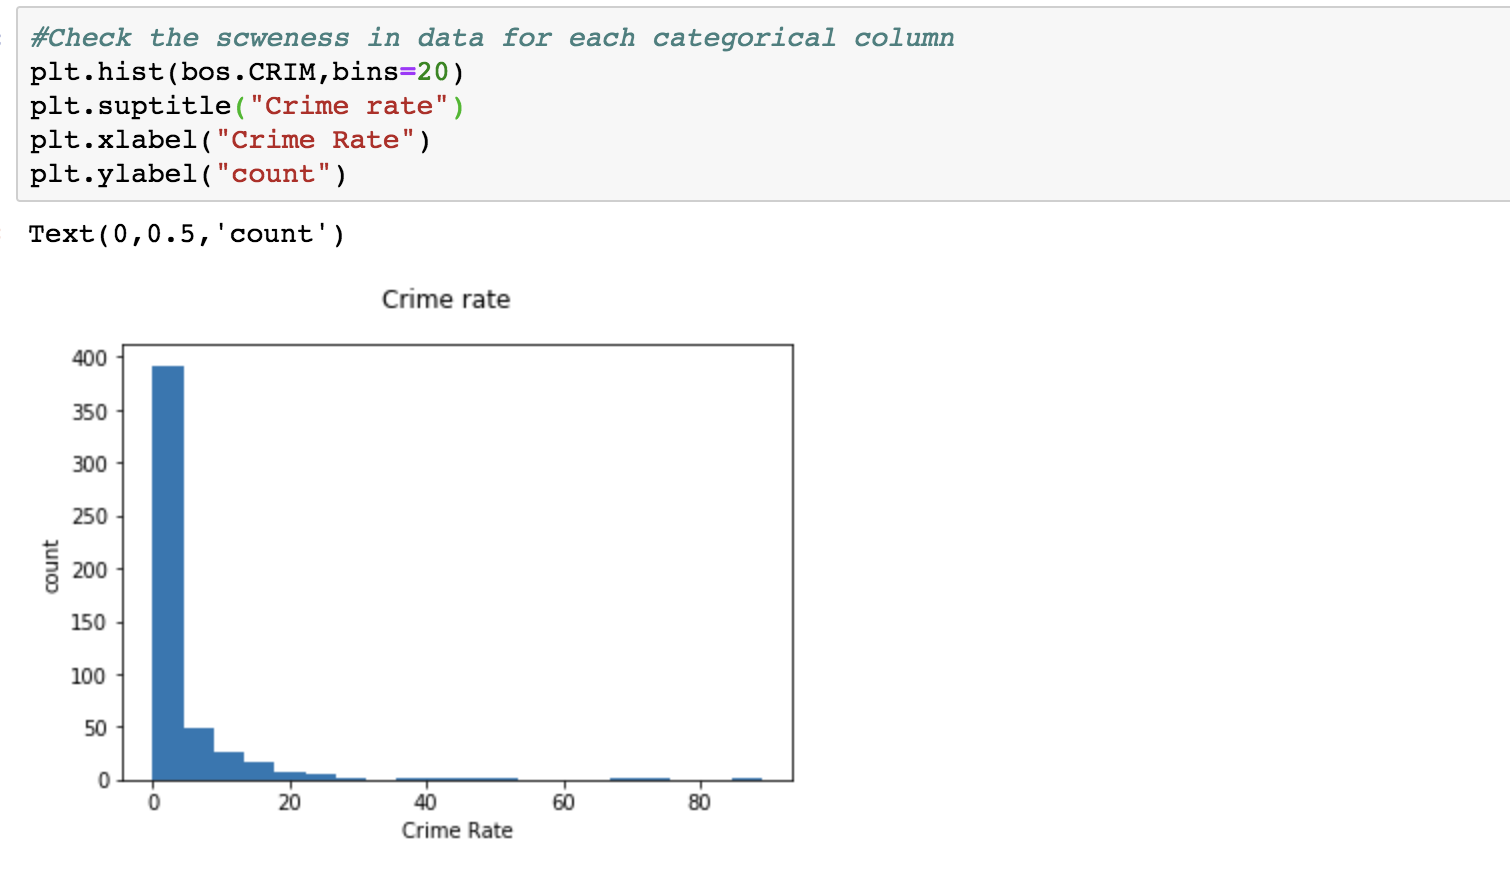 #Check the scweness in data for each categorical column
plt.hist(bos.CRIM,bins=20)
plt.suptitle("Crime rate")
plt.xlabel("Crime Rate")
plt.ylabel("count")
Text(0,0.5,'count')
Crime rate
400
350
300
250
200
150
100
50
0
count
0 20 40 60 80
Crime Rate